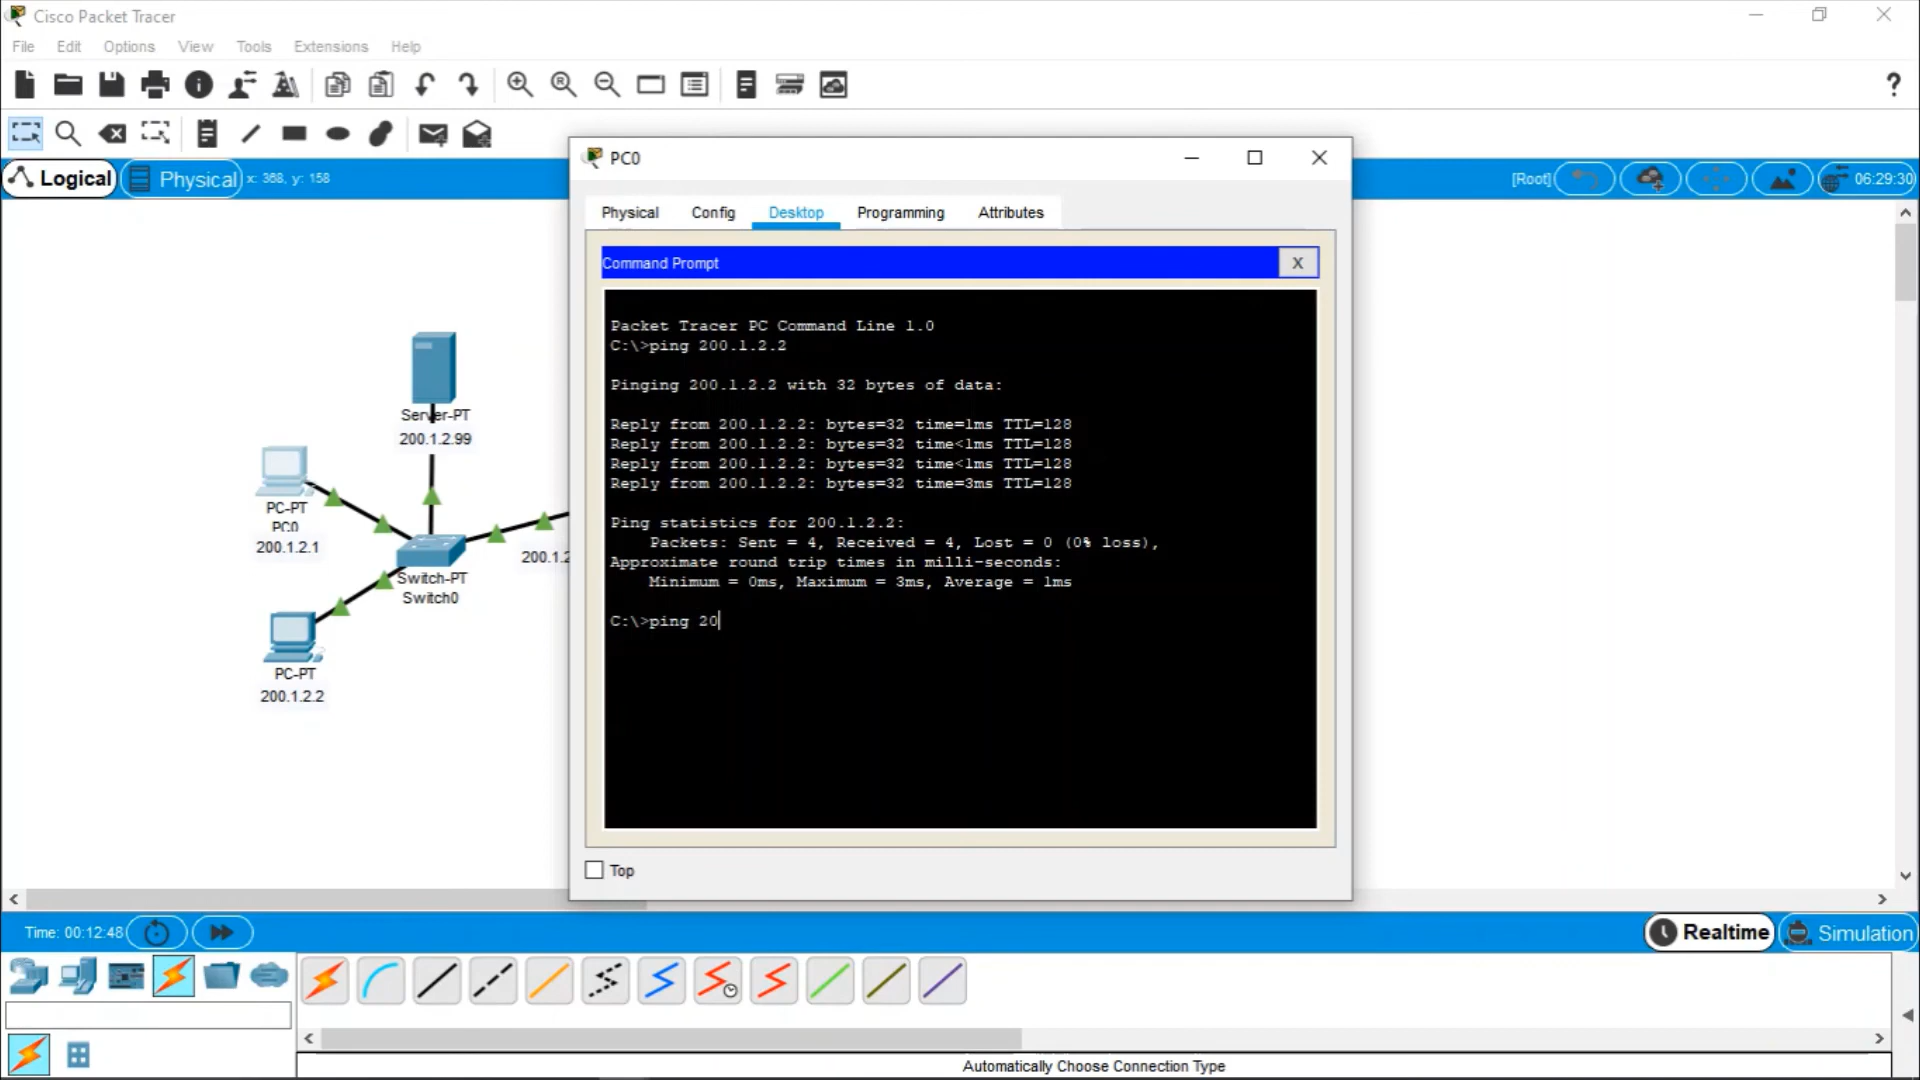 Cisco Packet Tracer
File Edit Options View Tools Extensions Help
Logical Physical x: 368, y: 158 [Root] 06:29:30
PC0
Physical Config Desktop Programming Attributes
Command Prompt X
Packet Tracer PC Command Line 1.0
C:\>ping 200.1.2.2
Pinging 200.1.2.2 with 32 bytes of data:
Reply from 200.1.2.2: bytes=32 time=1ms TTL=128
Reply from 200.1.2.2: bytes=32 time<1ms TTL=128
Reply from 200.1.2.2: bytes=32 time<1ms TTL=128
Reply from 200.1.2.2: bytes=32 time=3ms TTL=128
Ping statistics for 200.1.2.2:
Packets: Sent = 4, Received = 4, Lost = 0 (0% loss),
Approximate round trip times in milli-seconds:
Minimum = 0ms, Maximum = 3ms, Average = 1ms
C:\>ping 20
Top
Server-PT
200.1.2.99
PC-PT
PC0
200.1.2.1
200.1.2
Switch-PT
Switch0
PC-PT
200.1.2.2
Time: 00:12:48 Realtime Simulation
Automatically Choose Connection Type